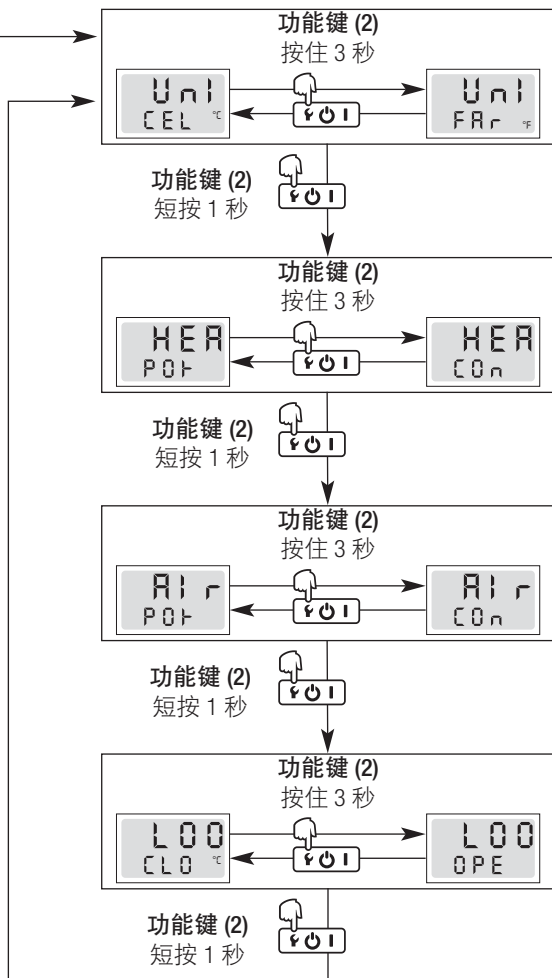 功能键 (2)
按住 3 秒
UnI
CEL °C
UnI
FAr °F
功能键 (2)
短按 1 秒
功能键 (2)
按住 3 秒
HEA
POt
HEA
COn
功能键 (2)
短按 1 秒
功能键 (2)
按住 3 秒
AIr
POt
AIr
COn
功能键 (2)
短按 1 秒
功能键 (2)
按住 3 秒
LOO
CLO °C
LOO
OPE
功能键 (2)
短按 1 秒